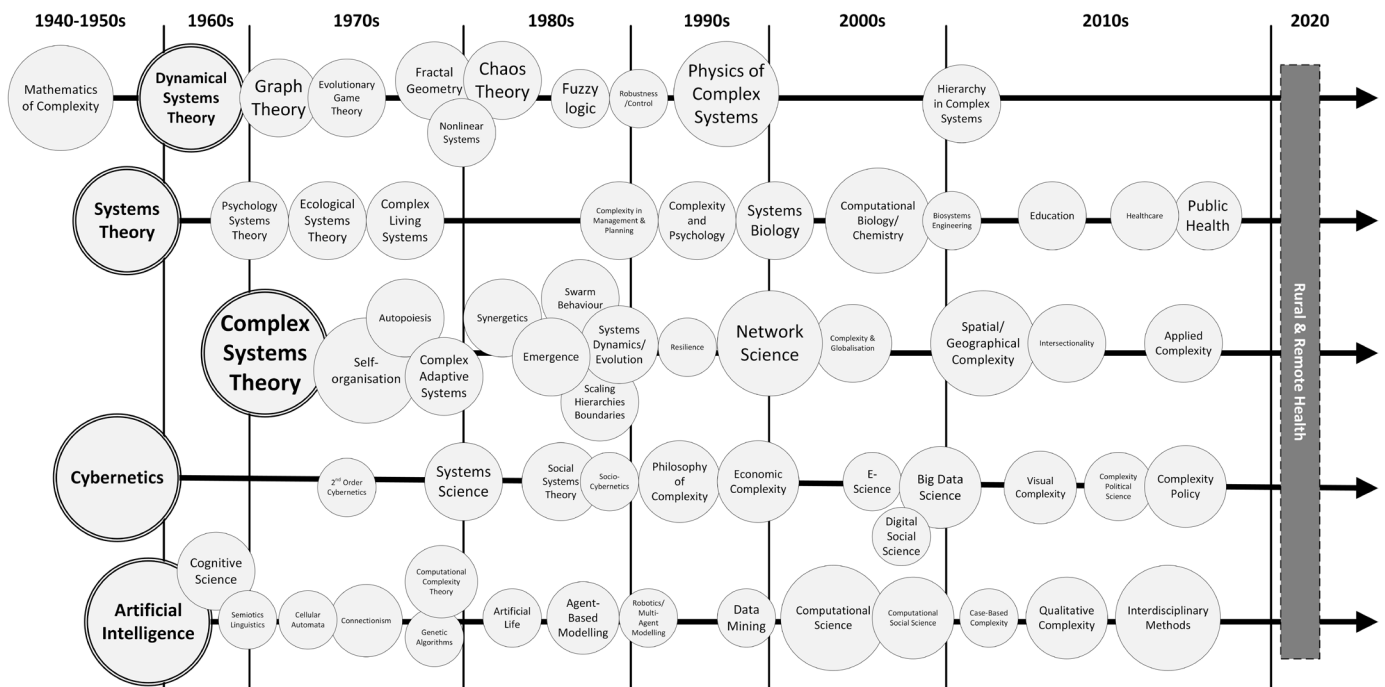 1940-1950s
1960s
1970s
1980s
1990s
2000s
2010s
2020
Mathematics
of Complexity
Dynamical
Systems
Theory
Graph
Theory
Evolutionary
Game
Theory
Fractal
Geometry
Nonlinear
Systems
Chaos
Theory
Fuzzy
logic
Robustness
/Control
Physics of
Complex
Systems
Hierarchy
in Complex
Systems
Systems
Theory
Psychology
Systems
Theory
Ecological
Systems
Theory
Complex
Living
Systems
Complexity in
Management &
Planning
Complexity
and
Psychology
Systems
Biology
Computational
Biology/
Chemistry
Biosystems
Engineering
Education
Healthcare
Public
Health
Complex
Systems
Theory
Self-
organisation
Autopoiesis
Complex
Adaptive
Systems
Synergetics
Swarm
Behaviour
Emergence
Systems
Dynamics/
Evolution
Scaling
Hierarchies
Boundaries
Resilience
Network
Science
Complexity &
Globalisation
Spatial/
Geographical
Complexity
Intersectionality
Applied
Complexity
Cybernetics
2nd Order
Cybernetics
Systems
Science
Social
Systems
Theory
Socio-
Cybernetics
Philosophy
of
Complexity
Economic
Complexity
E-
Science
Big Data
Science
Digital
Social
Science
Visual
Complexity
Complexity
Political
Science
Complexity
Policy
Artificial
Intelligence
Cognitive
Science
Semiotics
Linguistics
Cellular
Automata
Connectionism
Computational
Complexity
Theory
Genetic
Algorithms
Artificial
Life
Agent-
Based
Modelling
Robotics/
Multi-
Agent
Modelling
Data
Mining
Computational
Science
Computational
Social Science
Case-Based
Complexity
Qualitative
Complexity
Interdisciplinary
Methods
Rural & Remote Health